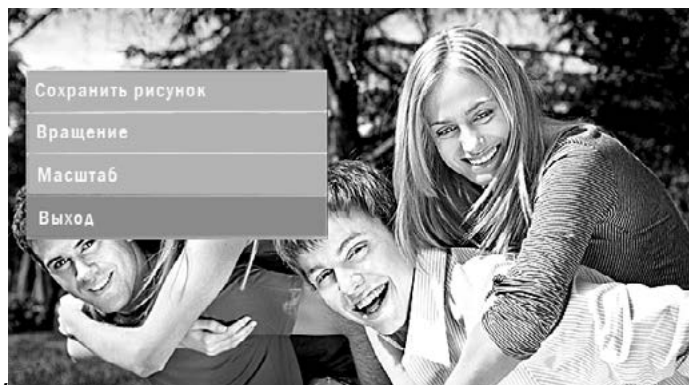 Сохранить рисунок
Вращение
Масштаб
Выход